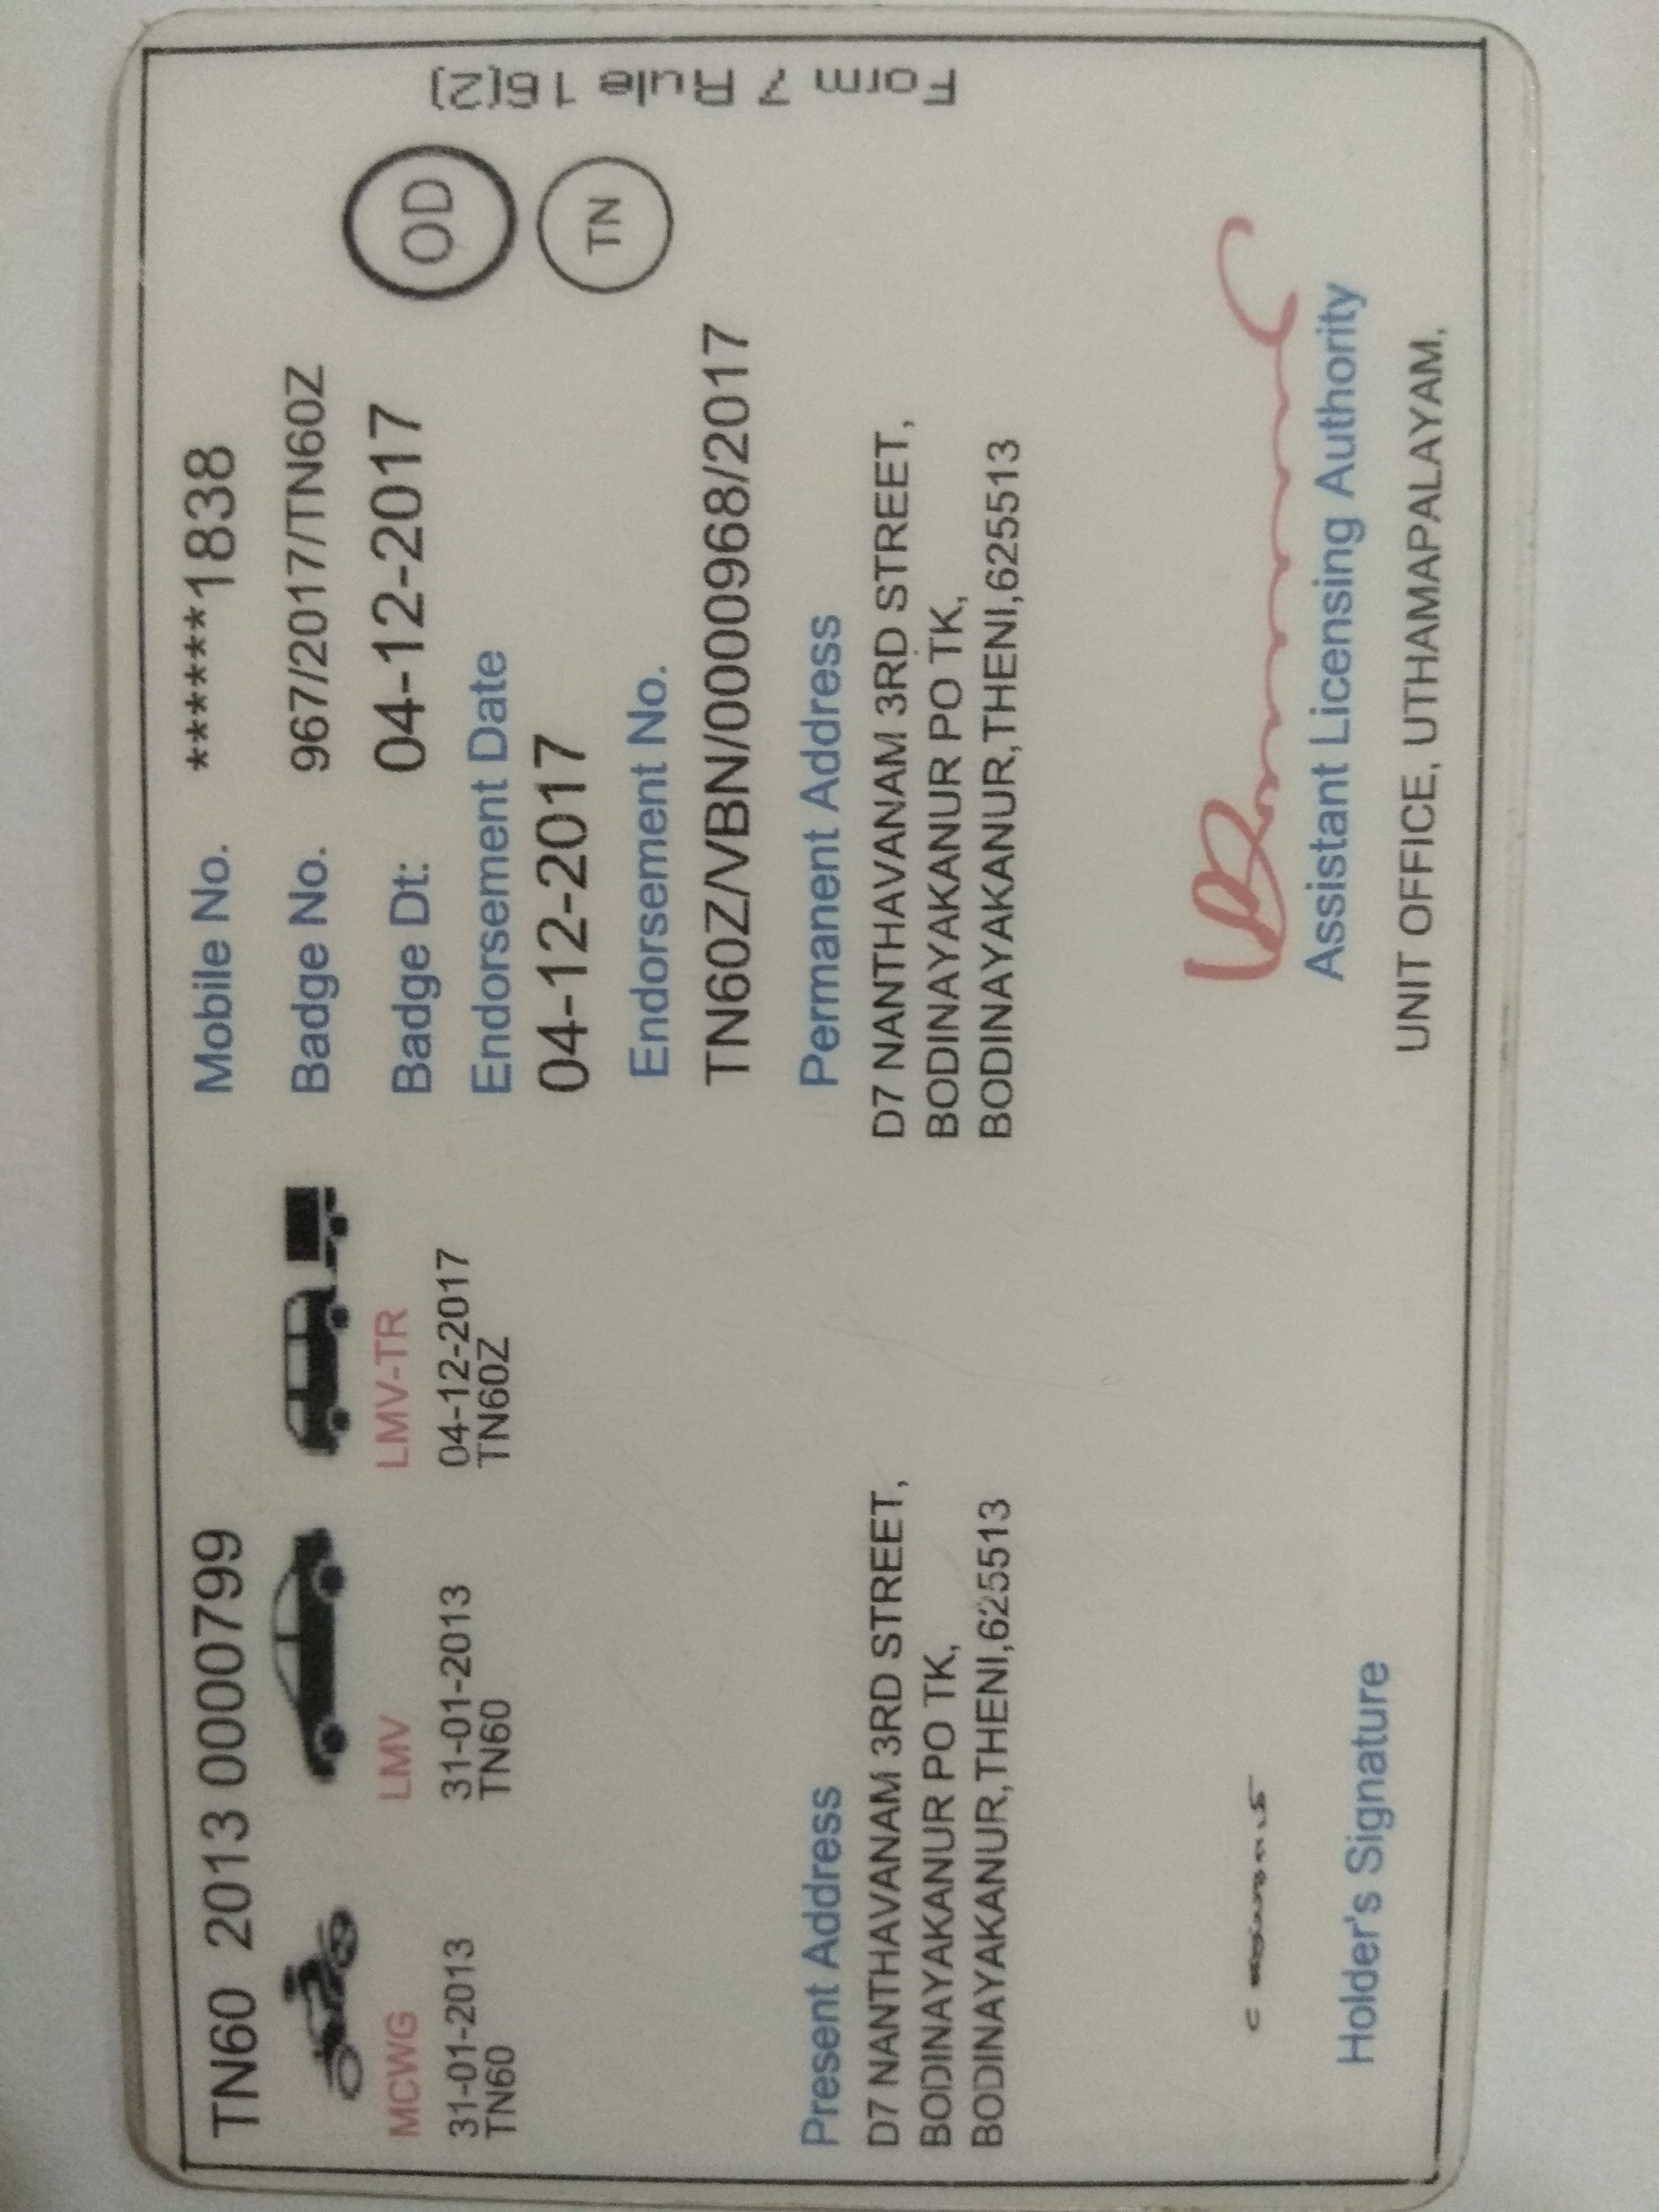 TN60 2013 0000799
MCWG
31-01-2013
TN60
LMV
31-01-2013
TN60
LMV-TR
04-12-2017
TN60Z
Mobile No. ******1838
Badge No. 967/2017/TN60Z
Badge Dt: 04-12-2017
Endorsement Date
04-12-2017
Endorsement No.
TN60Z/VBN/0000968/2017
OD
TN
Form 7 Rule 16(2)
Present Address
D7 NANTHAVANAM 3RD STREET,
BODINAYAKANUR PO TK,
BODINAYAKANUR,THENI,625513
Permanent Address
D7 NANTHAVANAM 3RD STREET,
BODINAYAKANUR PO TK,
BODINAYAKANUR,THENI,625513
Holder's Signature
Assistant Licensing Authority
UNIT OFFICE, UTHAMAPALAYAM.